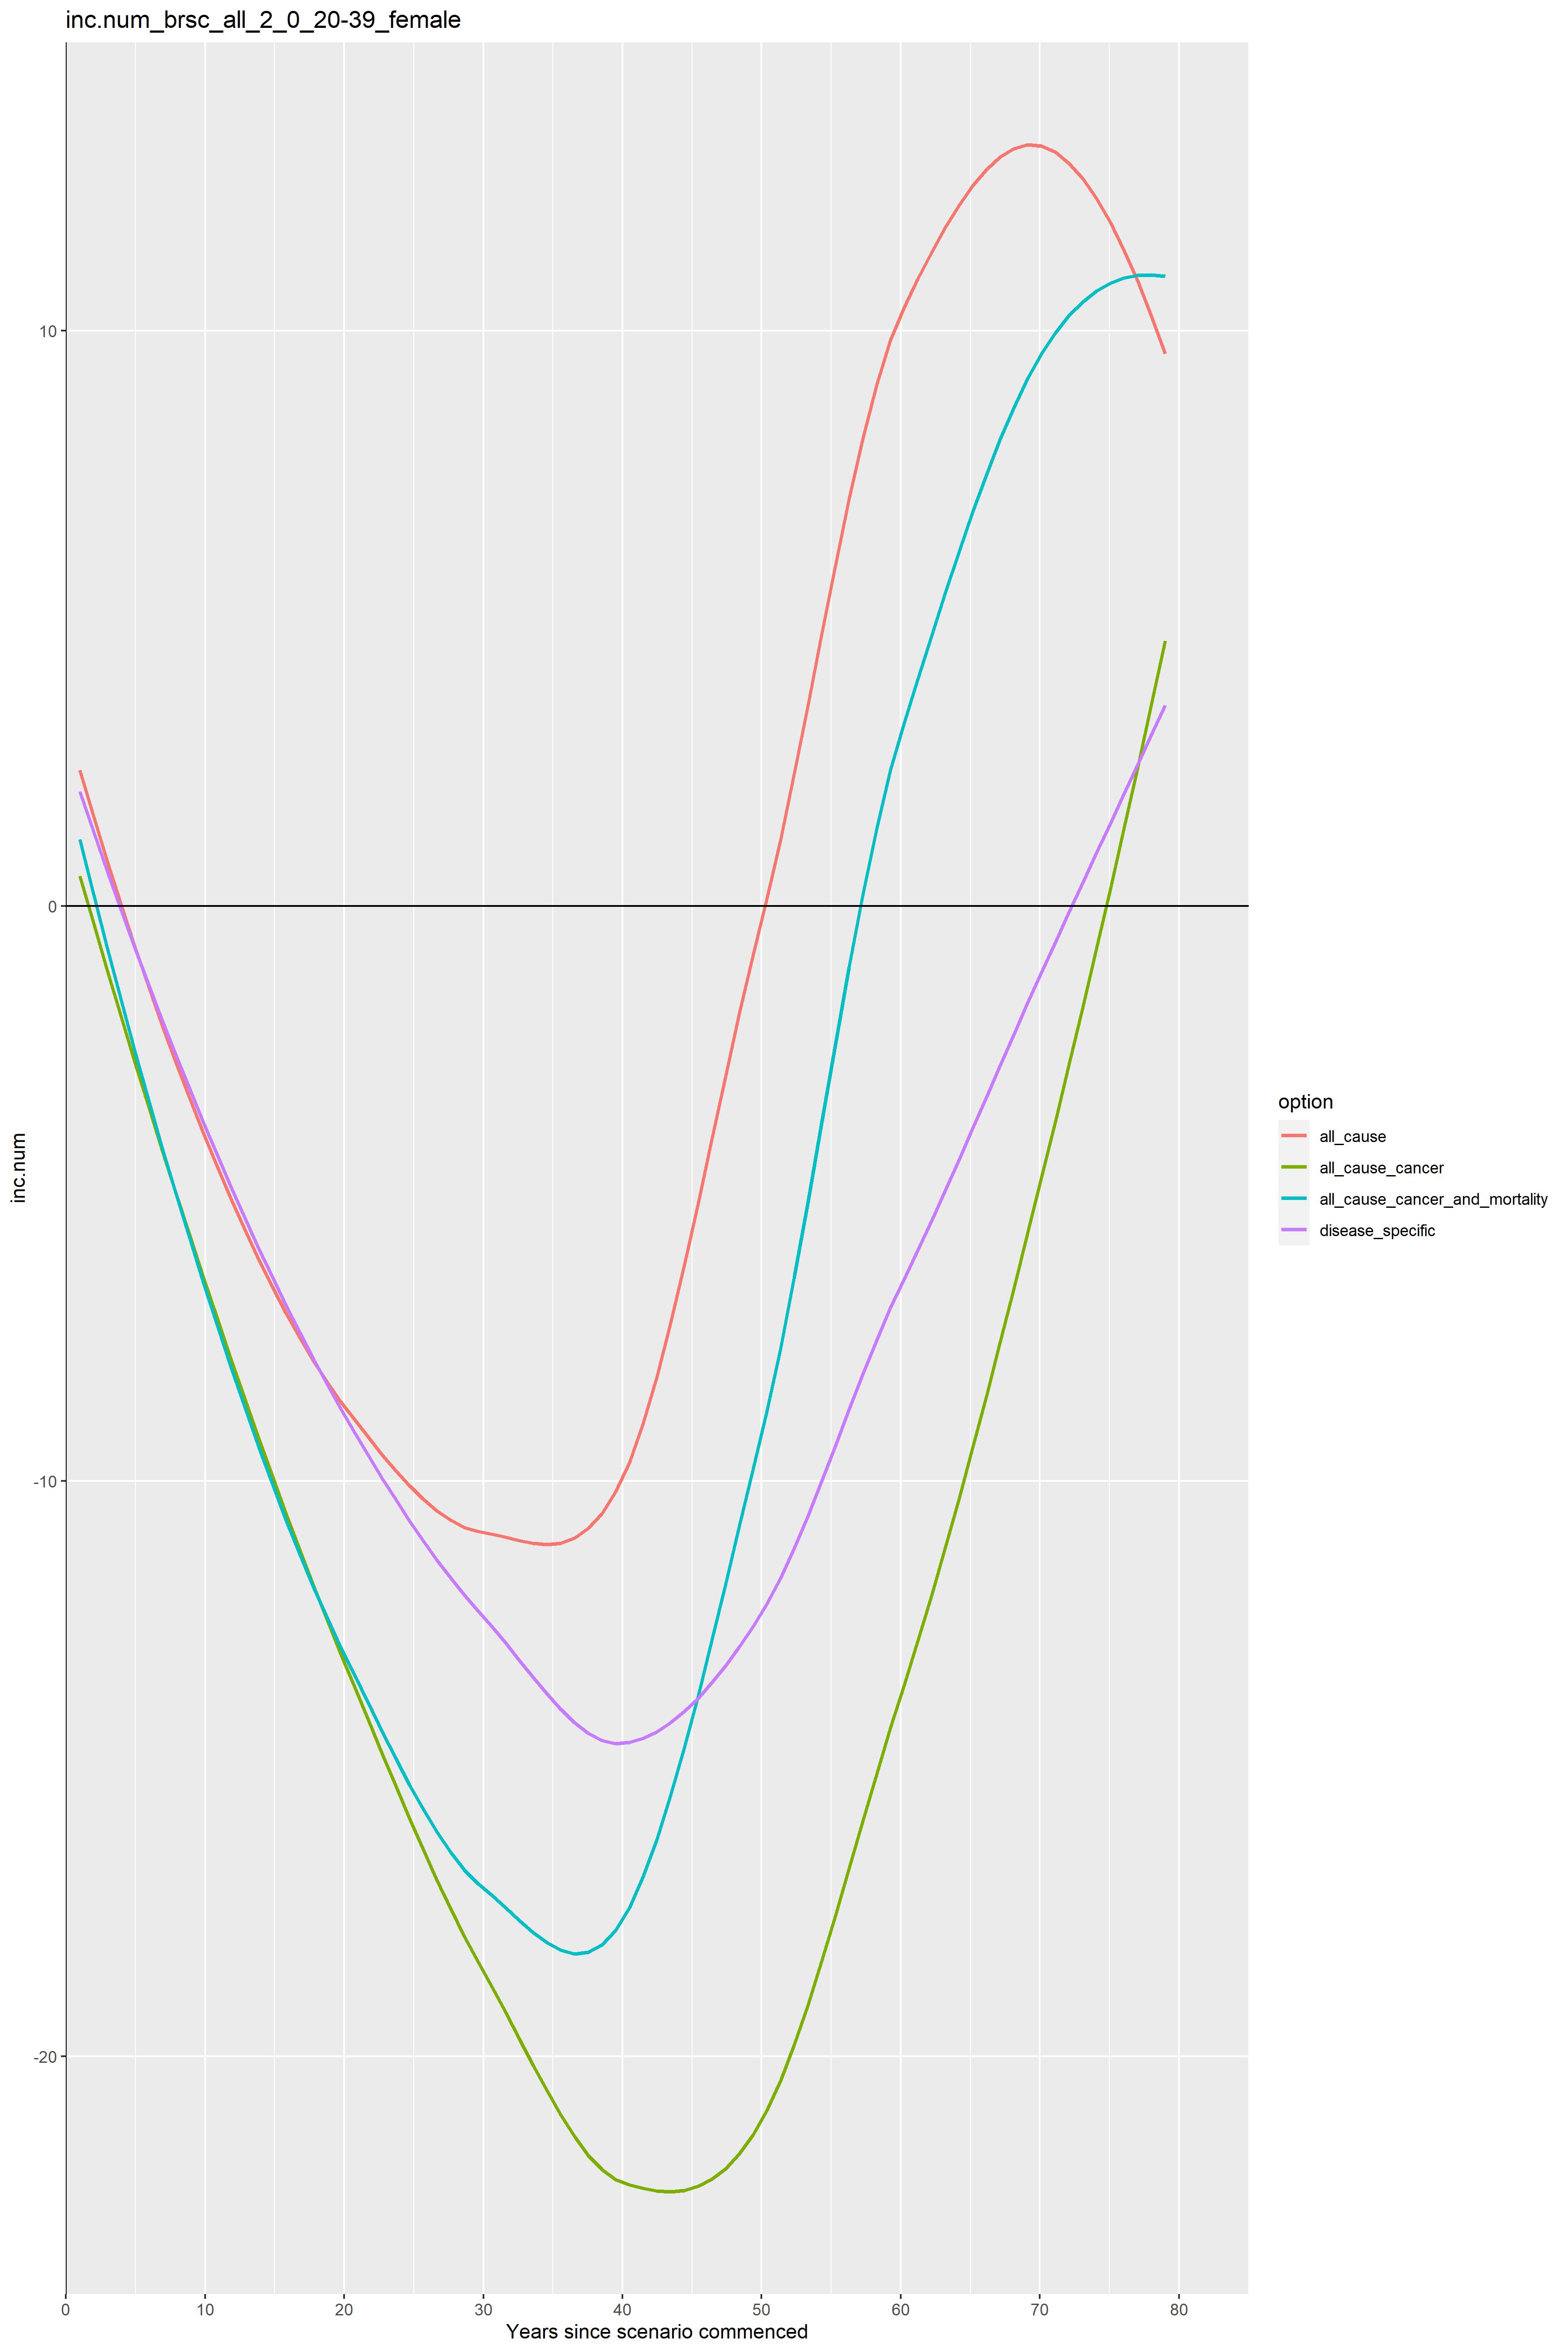 inc.num_brsc_all_2_0_20-39_female
10
0
-10
-20
inc.num
0 10 20 30 40 50 60 70 80
Years since scenario commenced
option
all_cause
all_cause_cancer
all_cause_cancer_and_mortality
disease_specific